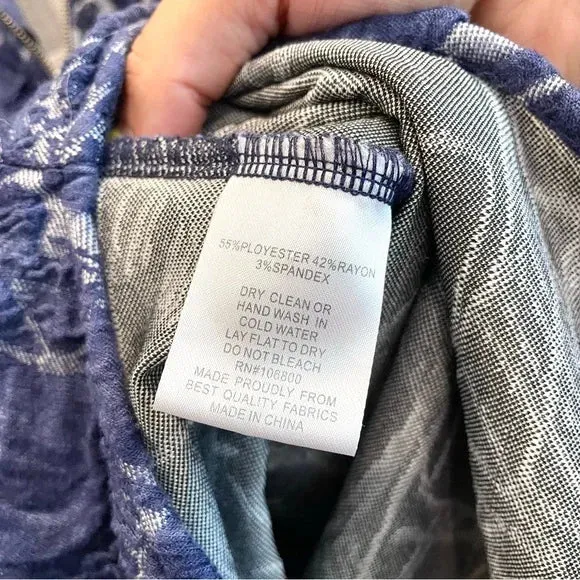 55%PLOYESTER 42%RAYON
3%SPANDEX
DRY CLEAN OR
HAND WASH IN
COLD WATER
LAY FLAT TO DRY
DO NOT BLEACH
RN#108800
MADE PROUDLY FROM
BEST QUALITY FABRICS
MADE IN CHINA